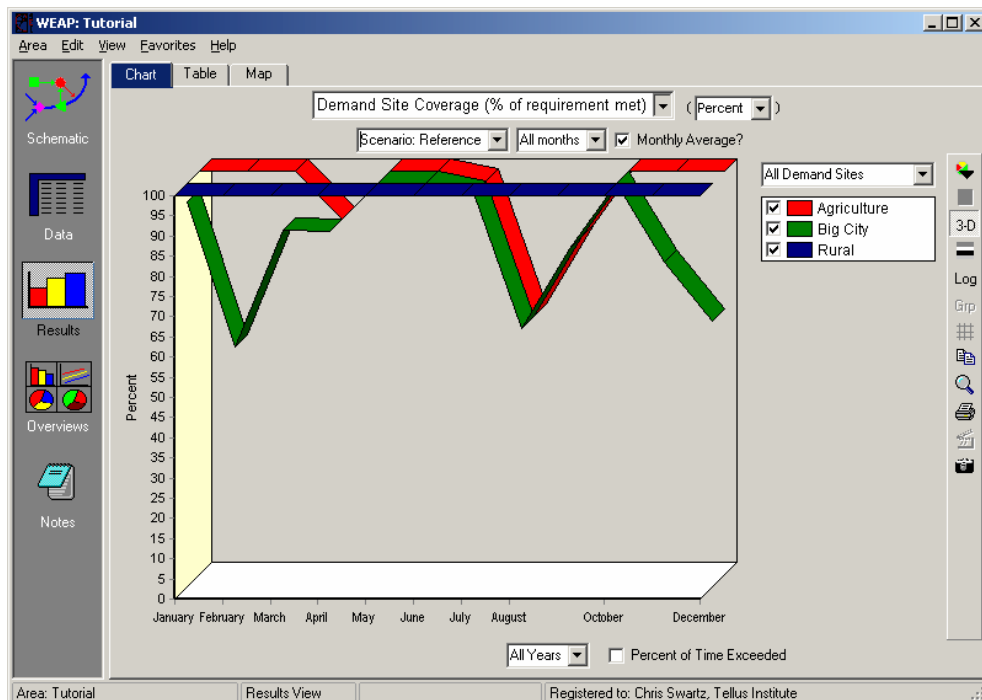 WEAP: Tutorial
Area Edit View Favorites Help
Chart Table Map
Demand Site Coverage (% of requirement met) ( Percent )
Scenario: Reference All months Monthly Average?
Schematic
Data
Results
Overviews
Notes
All Demand Sites
Agriculture
Big City
Rural
3-D
Log
Grp
Percent
100
95
90
85
80
75
70
65
60
55
50
45
40
35
30
25
20
15
10
5
0
January February March April May June July August October December
All Years Percent of Time Exceeded
Area: Tutorial Results View Registered to: Chris Swartz, Tellus Institute